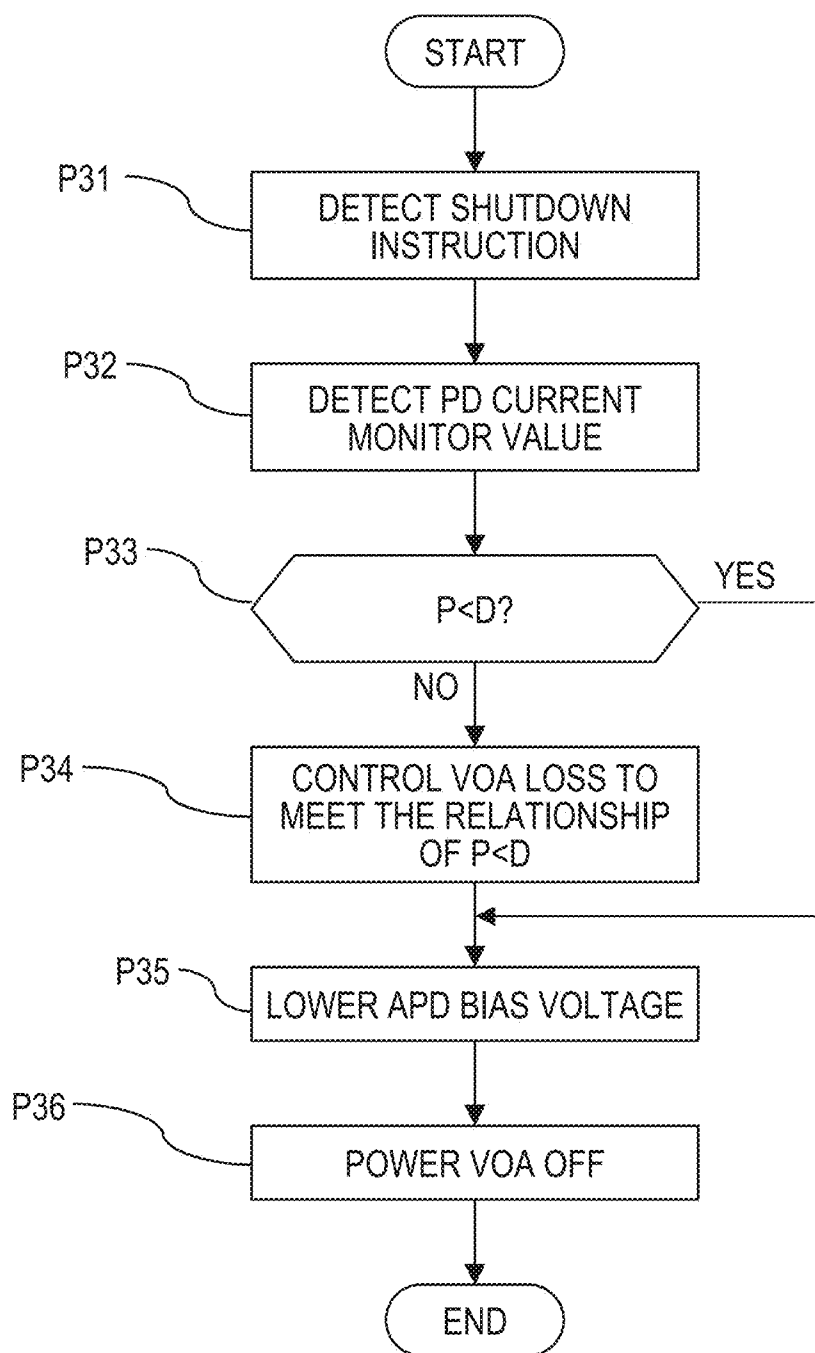 START
P31
DETECT SHUTDOWN
INSTRUCTION
P32
DETECT PD CURRENT
MONITOR VALUE
P33
P<D?
YES
NO
P34
CONTROL VOA LOSS TO
MEET THE RELATIONSHIP
OF P<D
P35
LOWER APD BIAS VOLTAGE
P36
POWER VOA OFF
END